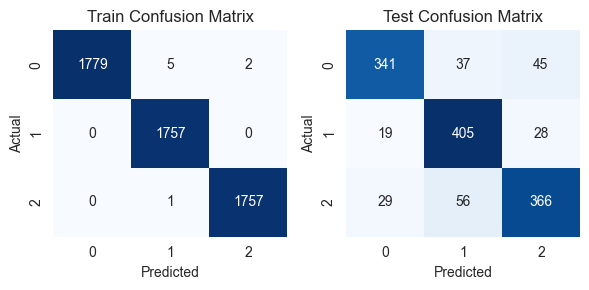 Train Confusion Matrix
Actual
0 1779 5 2
1 0 1757 0
2 0 1 1757
0 1 2
Predicted
Test Confusion Matrix
Actual
0 341 37 45
1 19 405 28
2 29 56 366
0 1 2
Predicted